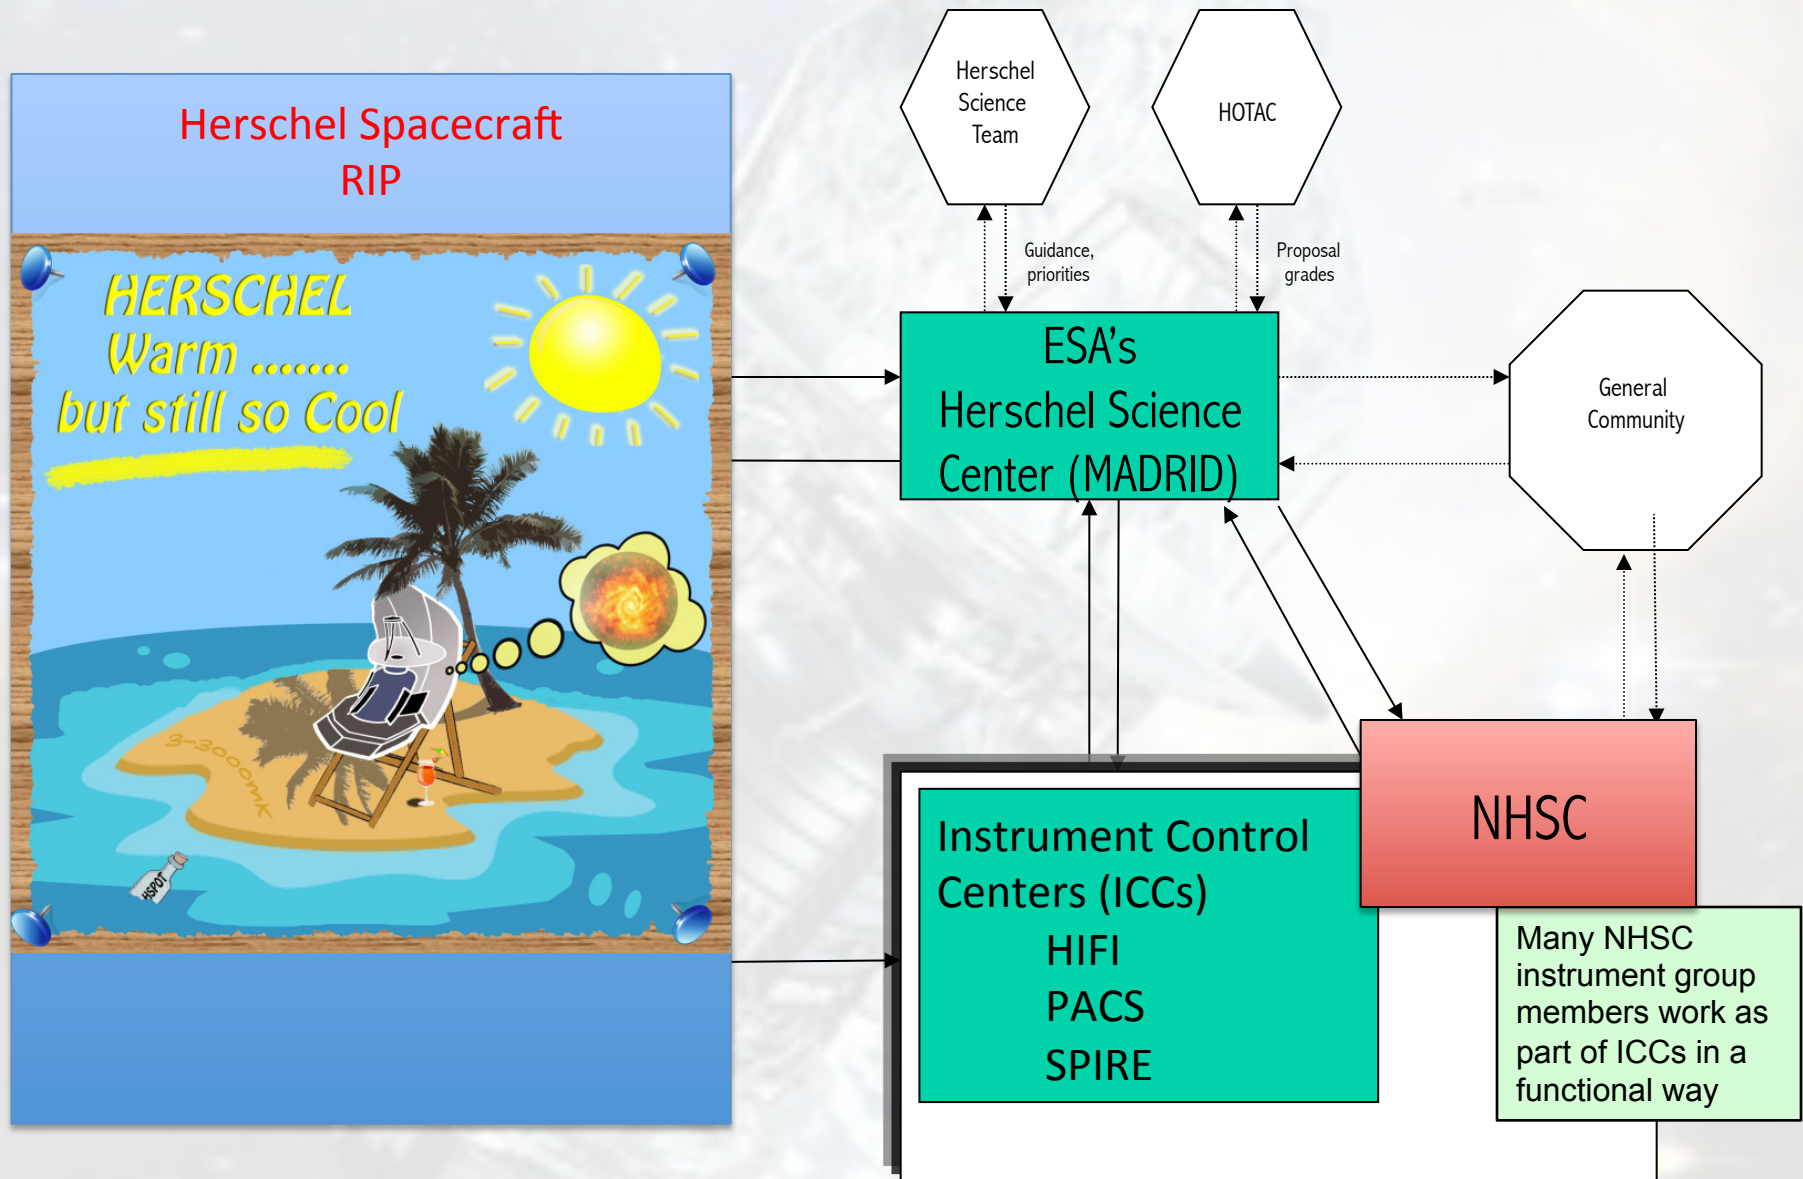 Herschel Spacecraft
RIP
HERSCHEL
Warm .......
but still so Cool
3-3000mK
HSPOT
Herschel
Science
Team
HOTAC
Guidance,
priorities
Proposal
grades
ESA's
Herschel Science
Center (MADRID)
General
Community
NHSC
Instrument Control
Centers (ICCs)
HIFI
PACS
SPIRE
Many NHSC
instrument group
members work as
part of ICCs in a
functional way